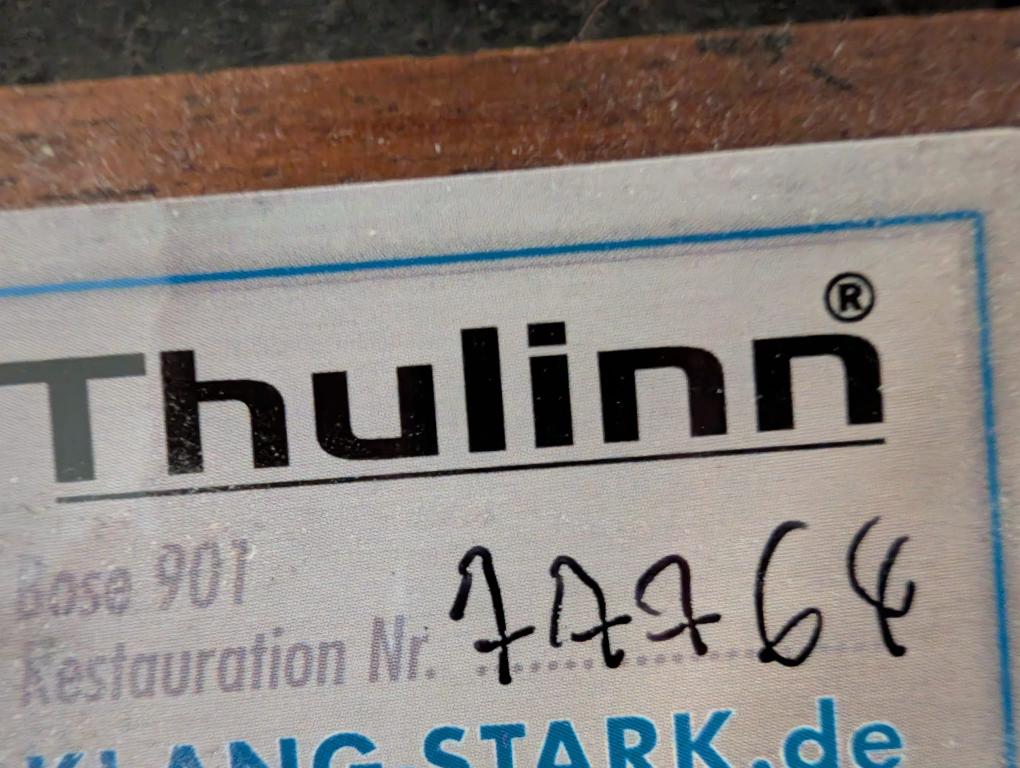 Thulinn®
Bose 901
Restauration Nr. 77764
KLANG-STARK.de